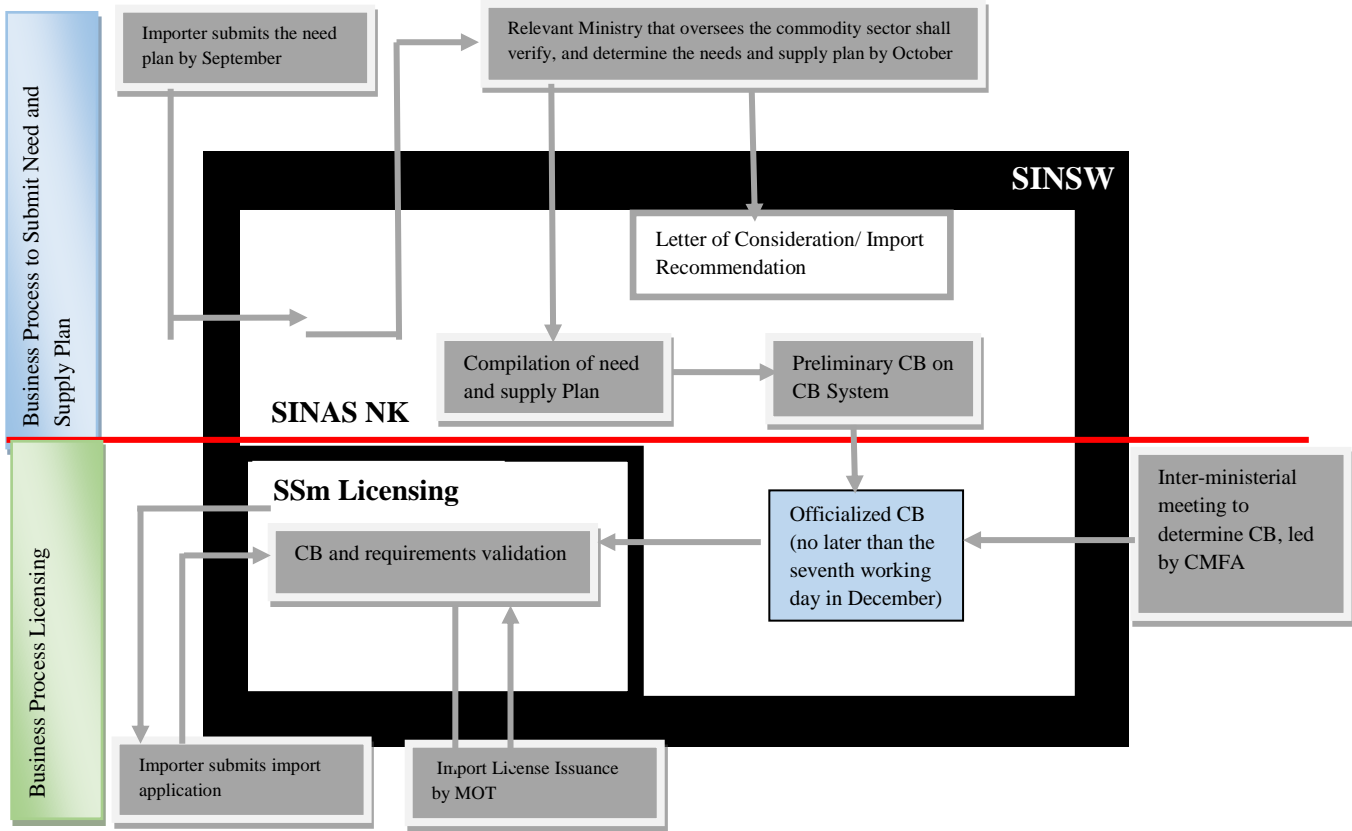 Business Process to Submit Need and
Supply Plan
Importer submits the need
plan by September
Relevant Ministry that oversees the commodity sector shall
verify, and determine the needs and supply plan by October
SINSW
Letter of Consideration/ Import
Recommendation
Compilation of need
and supply Plan
Preliminary CB on
CB System
SINAS NK
Business Process Licensing
SSm Licensing
CB and requirements validation
Officialized CB
(no later than the
seventh working
day in December)
Inter-ministerial
meeting to
determine CB, led
by CMFA
Importer submits import
application
Import License Issuance
by MOT